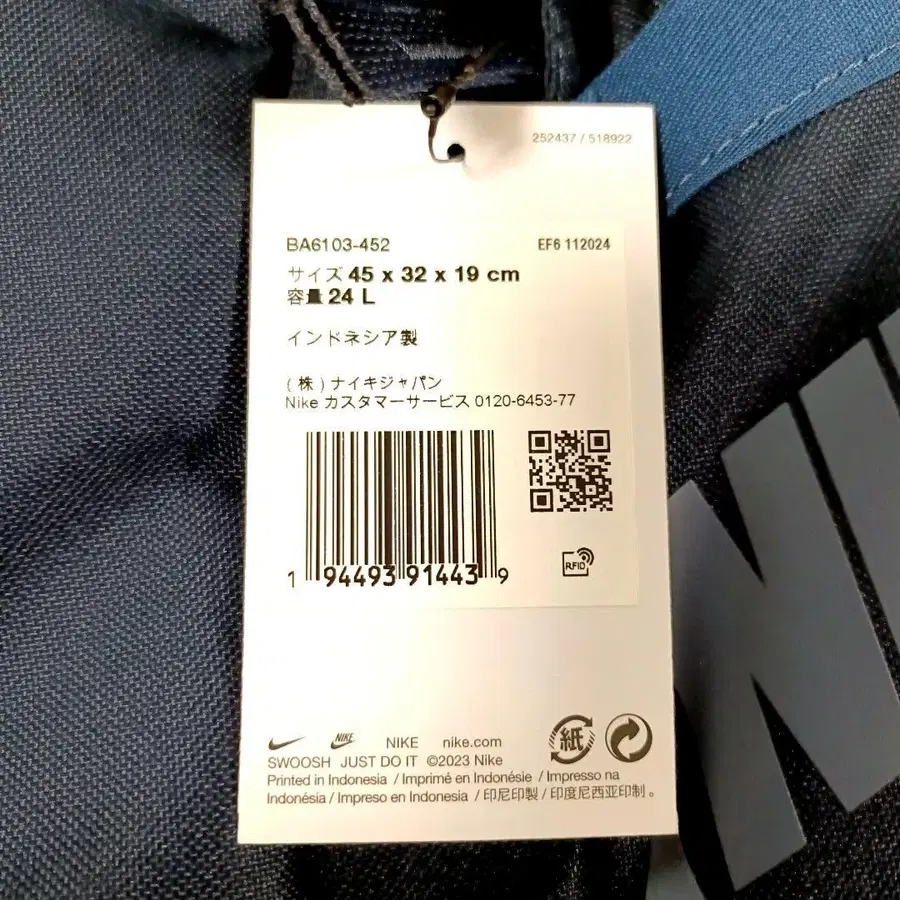 252437 / 518922
BA6103-452
EF6 112024
サイズ 45 x 32 x 19 cm
容量 24 L
インドネシア製
(株)ナイキジャパン
Nike カスタマーサービス 0120-6453-77
1 94493 91443 9
RFID
NIKE
NIKE nike.com
紙
SWOOSH JUST DO IT ©2023 Nike
Printed in Indonesia / Imprimé en Indonésie / Impresso na
Indonésia / Impreso en Indonesia / 印尼印製 / 印度尼西亚印制。
NI